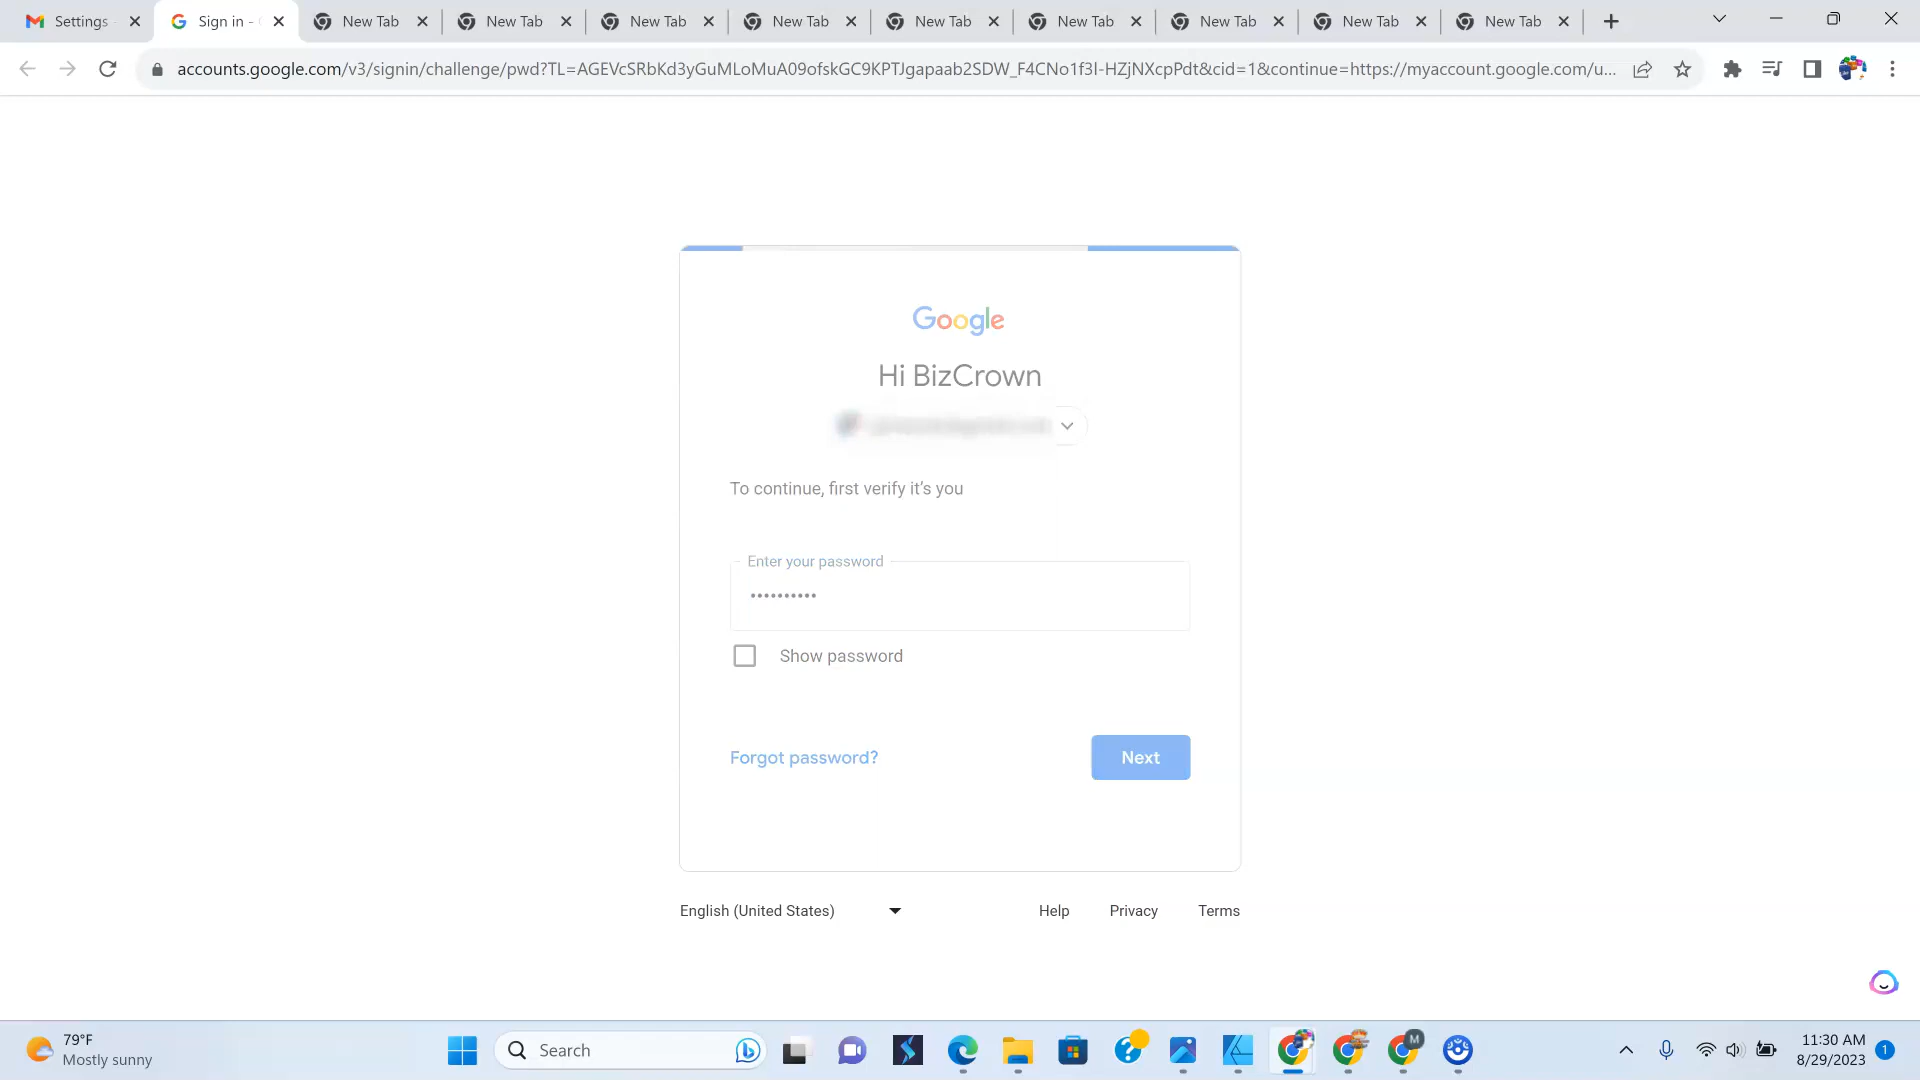 Settings
Sign in -
New Tab
New Tab
New Tab
New Tab
New Tab
New Tab
New Tab
New Tab
New Tab
accounts.google.com/v3/signin/challenge/pwd?TL=AGEVcSRbKd3yGuMLoMuA09ofskGC9KPTJgapaab2SDW_F4CNo1f3l-HZjNXcpPdt&cid=1&continue=https://myaccount.google.com/u...
Google
Hi BizCrown
To continue, first verify it's you
Enter your password
••••••••••
Show password
Forgot password?
Next
English (United States)
Help
Privacy
Terms
79°F
Mostly sunny
Search
M
11:30 AM
8/29/2023
1